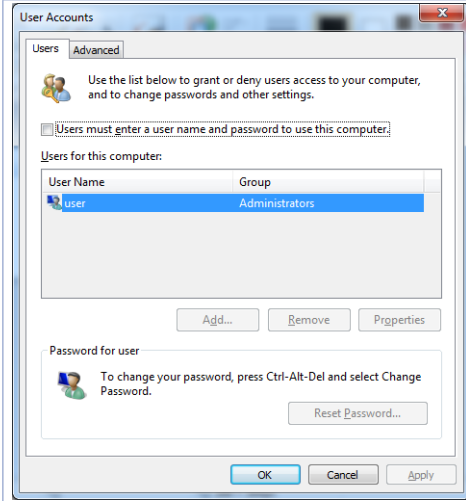 User Accounts
Users
Advanced
Use the list below to grant or deny users access to your computer,
and to change passwords and other settings.
Users must enter a user name and password to use this computer.
Users for this computer:
User Name Group
user Administrators
Add... Remove Properties
Password for user
To change your password, press Ctrl-Alt-Del and select Change
Password.
Reset Password...
OK Cancel Apply